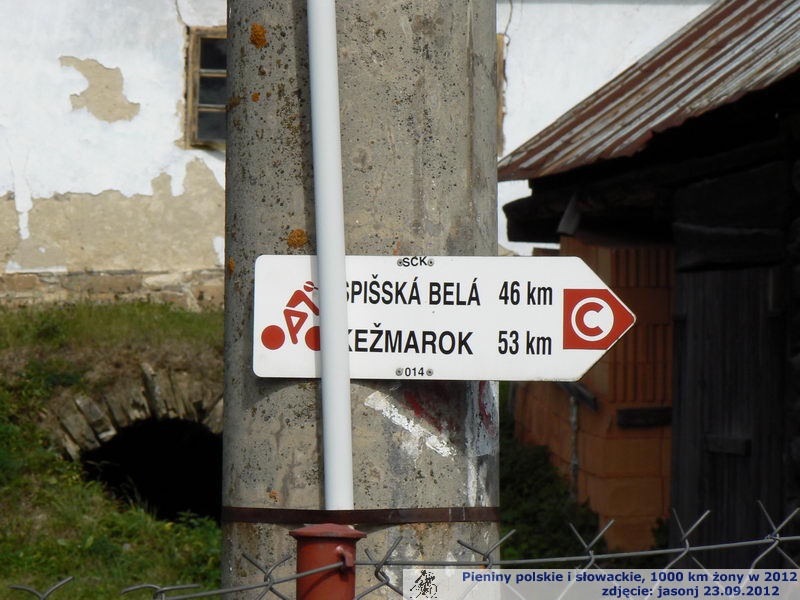 SCK
SPIŠSKÁ BELÁ 46 km
KEŽMAROK 53 km
C
014
Pieniny polskie i słowackie, 1000 km żony w 2012
zdjęcie: jasonj 23.09.2012